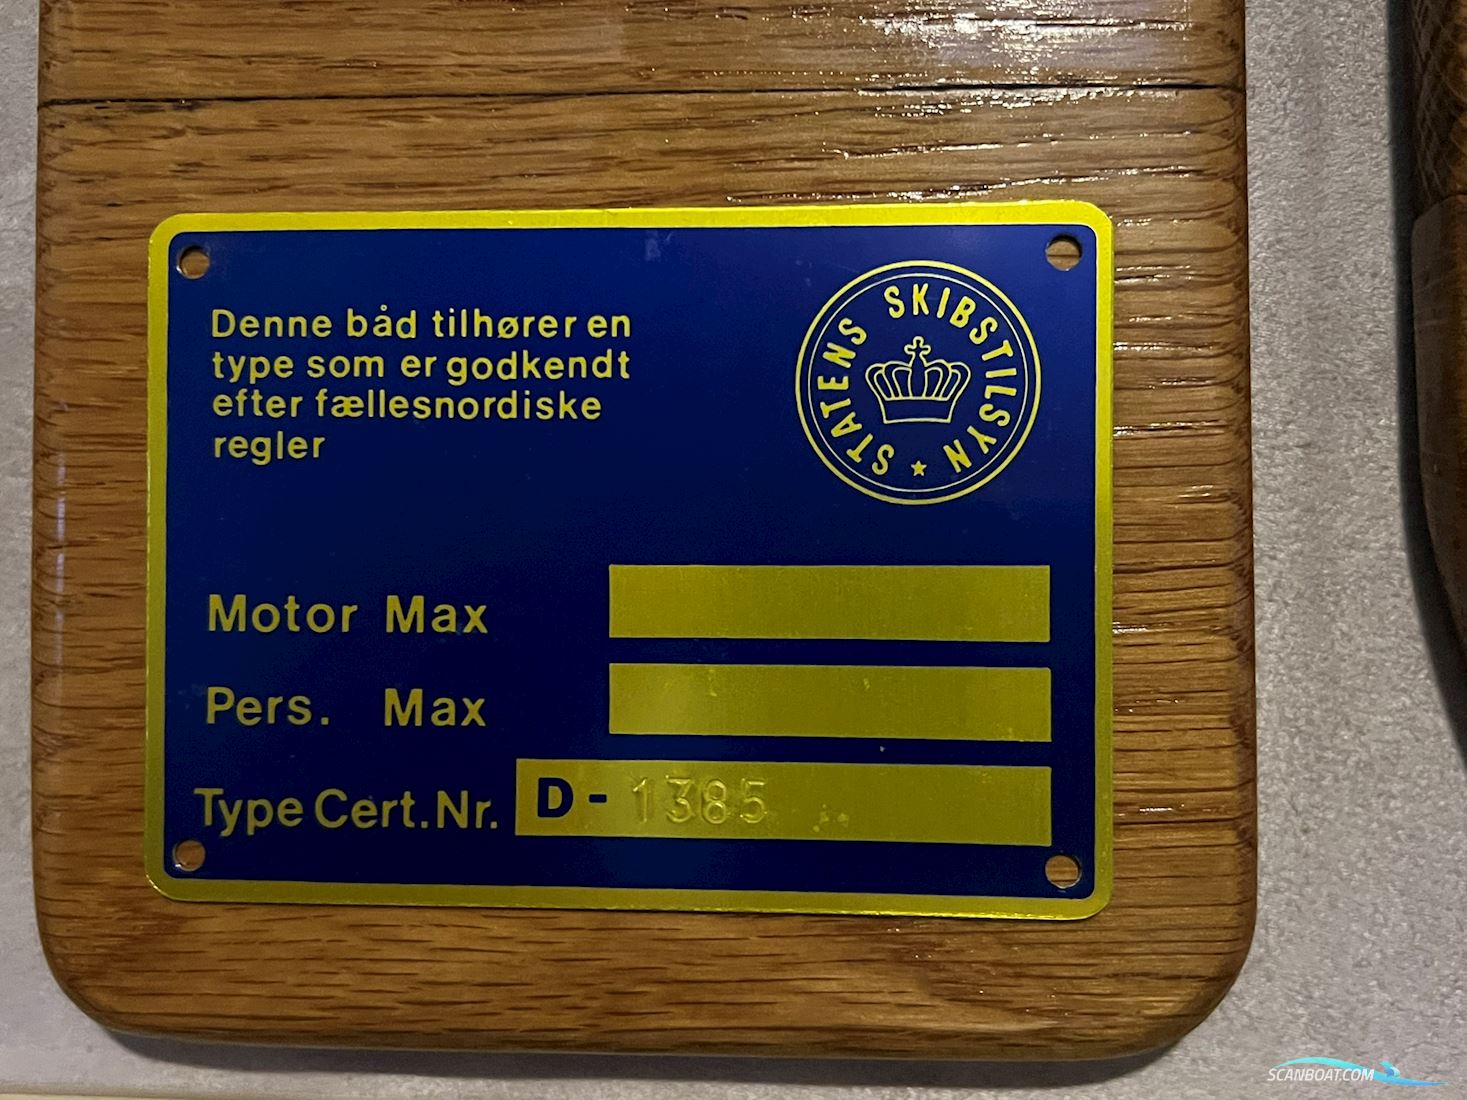 Denne båd tilhører en
type som er godkendt
efter fællesnordiske
regler
STATENS SKIBSTILSYN
Motor Max
Pers. Max
Type Cert.Nr. D- 1385
SCANBOAT.COM